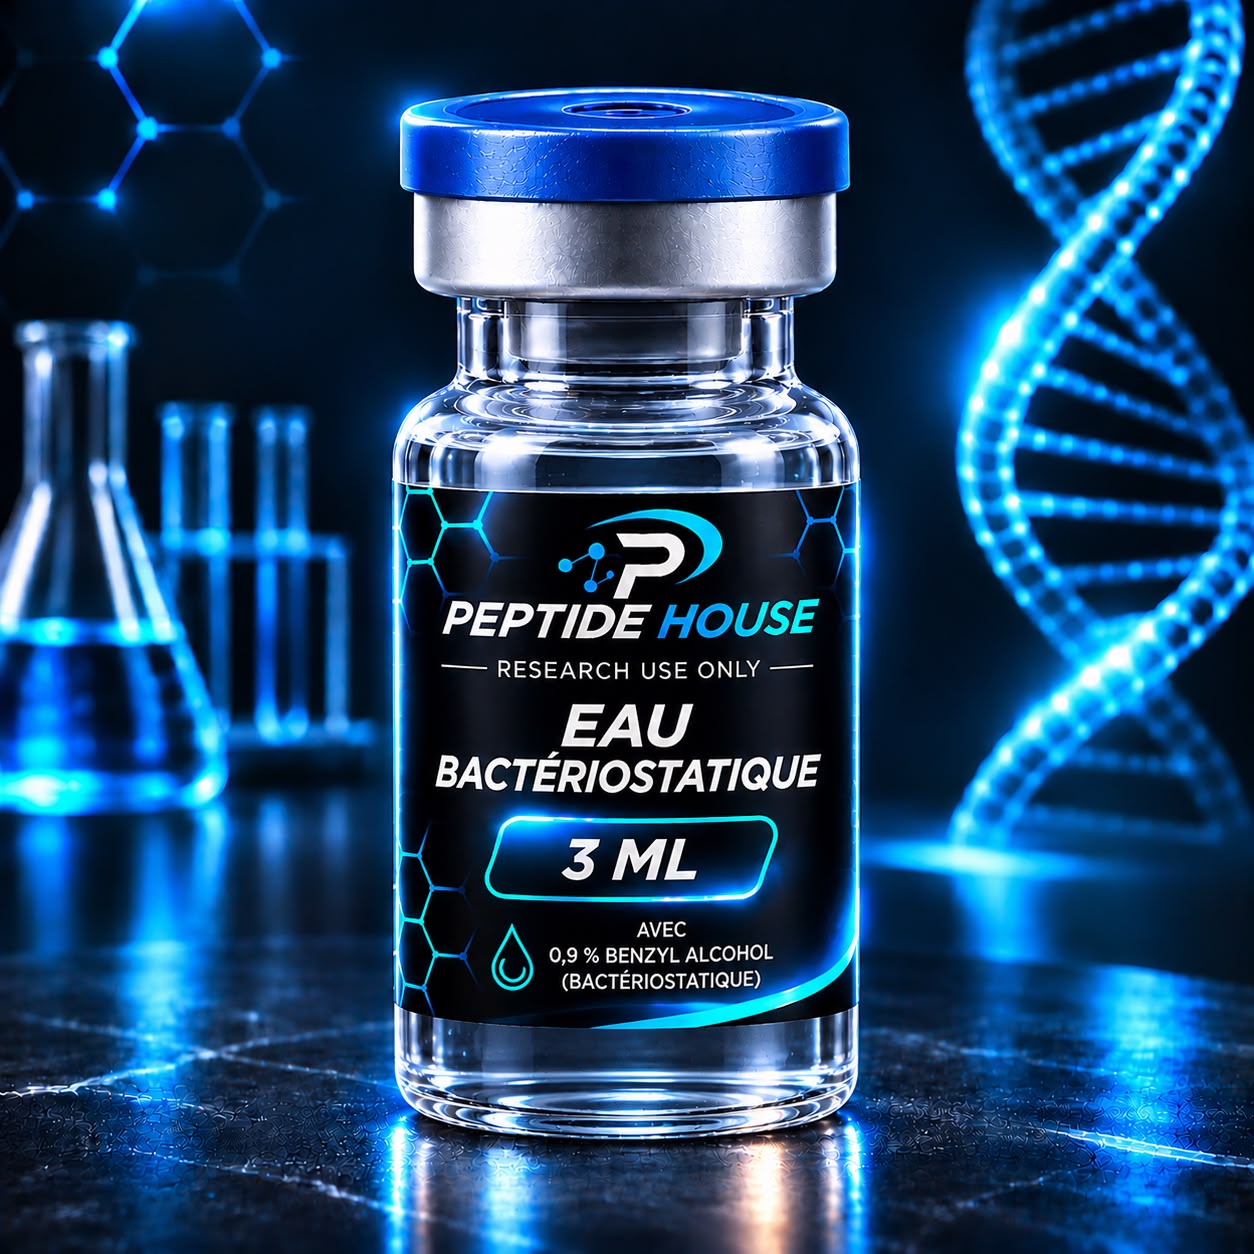 P
PEPTIDE HOUSE
RESEARCH USE ONLY
EAU
BACTÉRIOSTATIQUE
3 ML
AVEC
0,9 % BENZYL ALCOHOL
(BACTÉRIOSTATIQUE)